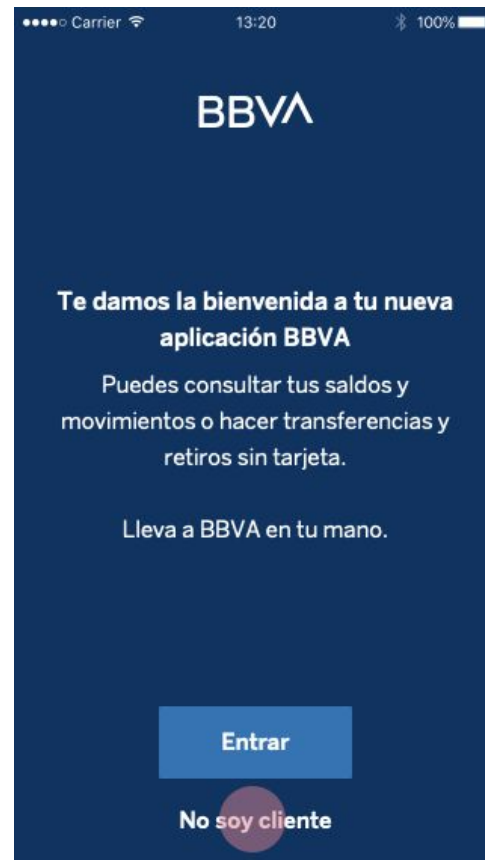 Carrier 13:20 100%
BBVA
Te damos la bienvenida a tu nueva
aplicación BBVA
Puedes consultar tus saldos y
movimientos o hacer transferencias y
retiros sin tarjeta.
Lleva a BBVA en tu mano.
Entrar
No soy cliente